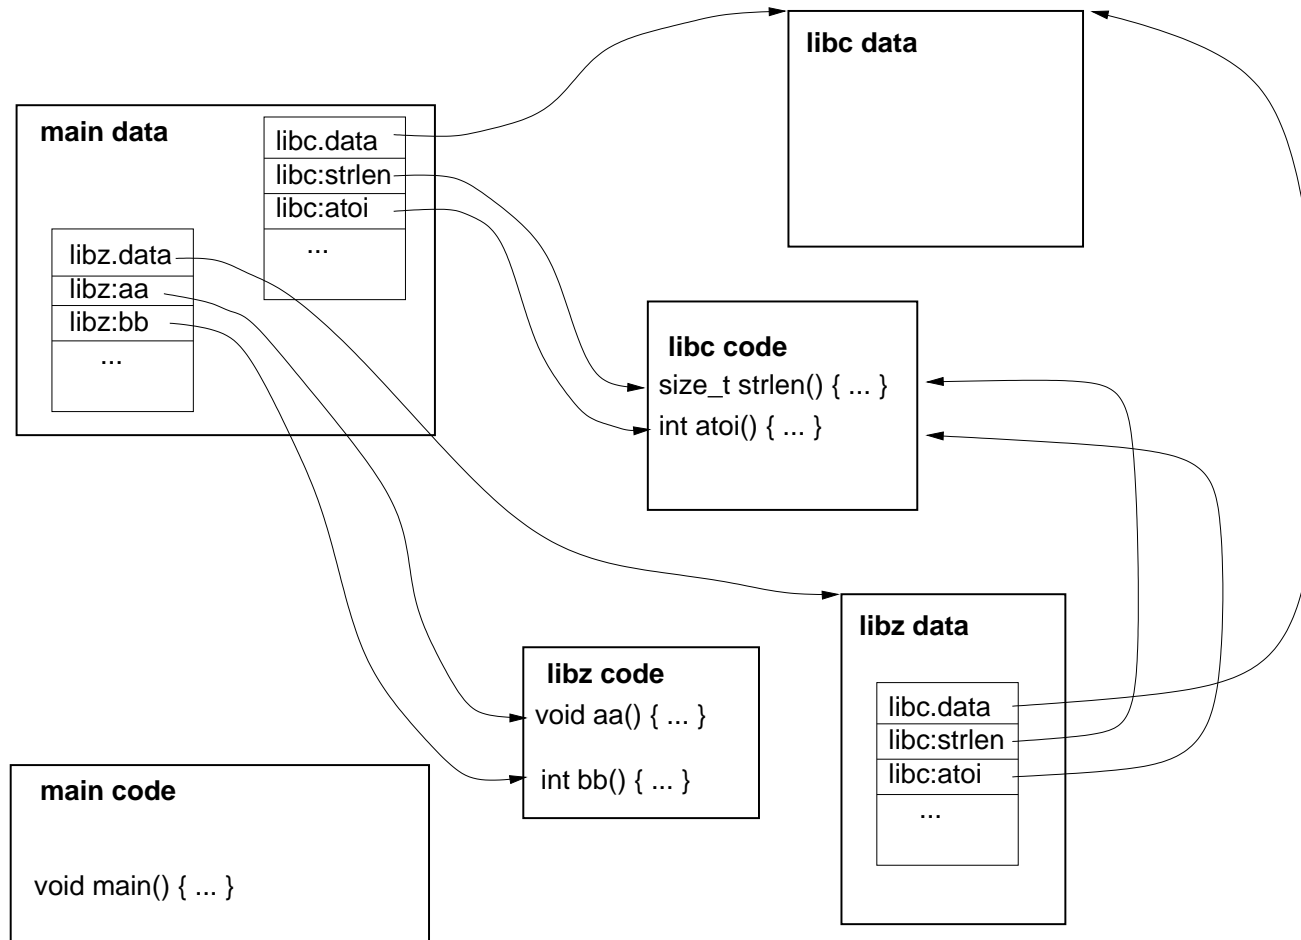 libc data
main data
libc.data
libc:strlen
libc:atoi
...
libz.data
libz:aa
libz:bb
...
libc code
size_t strlen() { ... }
int atoi() { ... }
libz data
libc.data
libc:strlen
libc:atoi
...
libz code
void aa() { ... }
int bb() { ... }
main code
void main() { ... }